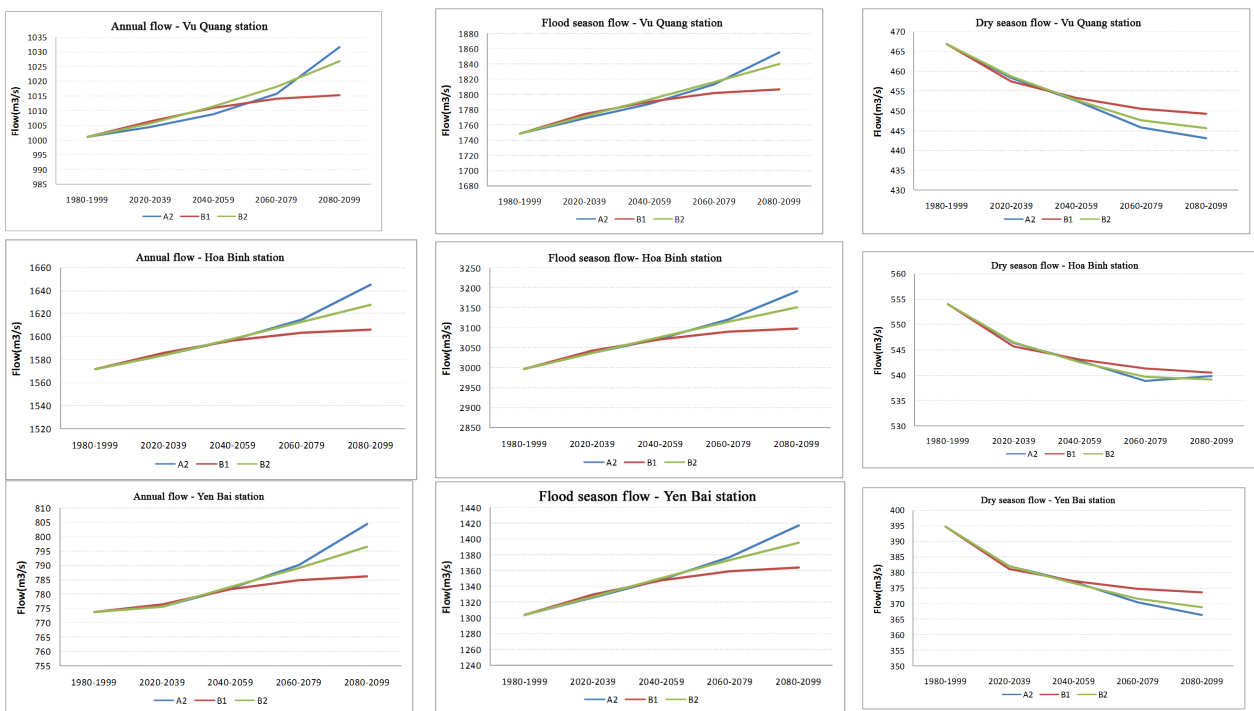 Annual flow - Vu Quang station
Flow(m3/s)
1035
1030
1025
1020
1015
1010
1005
1000
995
990
985
1980-1999 2020-2039 2040-2059 2060-2079 2080-2099
A2 B1 B2
Flood season flow - Vu Quang station
Flow(m3/s)
1880
1860
1840
1820
1800
1780
1760
1740
1720
1700
1680
1980-1999 2020-2039 2040-2059 2060-2079 2080-2099
A2 B1 B2
Dry season flow - Vu Quang station
Flow(m3/s)
470
465
460
455
450
445
440
435
430
1980-1999 2020-2039 2040-2059 2060-2079 2080-2099
A2 B1 B2
Annual flow - Hoa Binh station
Flow(m3/s)
1660
1640
1620
1600
1580
1560
1540
1520
1980-1999 2020-2039 2040-2059 2060-2079 2080-2099
A2 B1 B2
Flood season flow- Hoa Binh station
Flow(m3/s)
3250
3200
3150
3100
3050
3000
2950
2900
2850
1980-1999 2020-2039 2040-2059 2060-2079 2080-2099
A2 B1 B2
Dry season flow - Hoa Binh station
Flow(m3/s)
560
555
550
545
540
535
530
1980-1999 2020-2039 2040-2059 2060-2079 2080-2099
A2 B1 B2
Annual flow - Yen Bai station
Flow(m3/s)
810
805
800
795
790
785
780
775
770
765
760
755
1980-1999 2020-2039 2040-2059 2060-2079 2080-2099
A2 B1 B2
Flood season flow - Yen Bai station
Flow(m3/s)
1440
1420
1400
1380
1360
1340
1320
1300
1280
1260
1240
1980-1999 2020-2039 2040-2059 2060-2079 2080-2099
A2 B1 B2
Dry season flow - Yen Bai station
Flow(m3/s)
400
395
390
385
380
375
370
365
360
355
350
1980-1999 2020-2039 2040-2059 2060-2079 2080-2099
A2 B1 B2